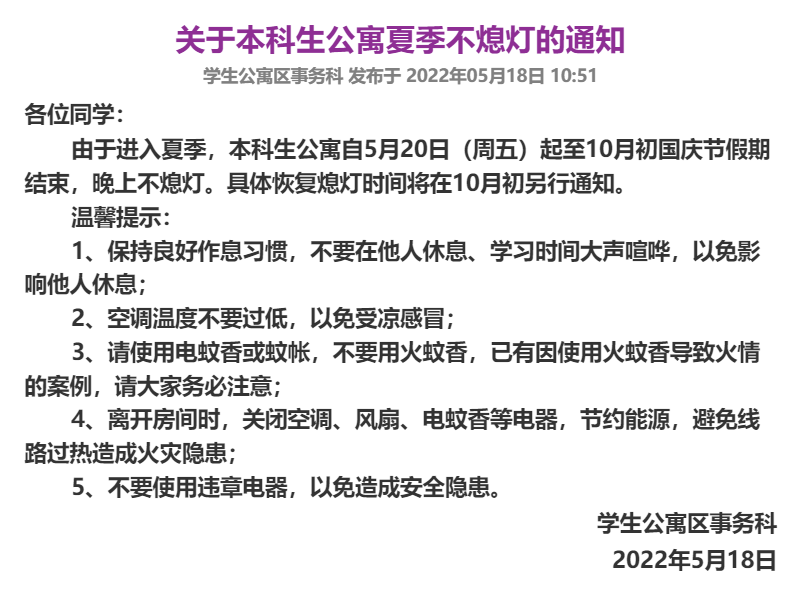 关于本科生公寓夏季不熄灯的通知
学生公寓区事务科 发布于 2022年05月18日 10:51
各位同学：
由于进入夏季，本科生公寓自5月20日（周五）起至10月初国庆节假期
结束，晚上不熄灯。具体恢复熄灯时间将在10月初另行通知。
温馨提示：
1、保持良好作息习惯，不要在他人休息、学习时间大声喧哗，以免影
响他人休息；
2、空调温度不要过低，以免受凉感冒；
3、请使用电蚊香或蚊帐，不要用火蚊香，已有因使用火蚊香导致火情
的案例，请大家务必注意；
4、离开房间时，关闭空调、风扇、电蚊香等电器，节约能源，避免线
路过热造成火灾隐患；
5、不要使用违章电器，以免造成安全隐患。
学生公寓区事务科
2022年5月18日